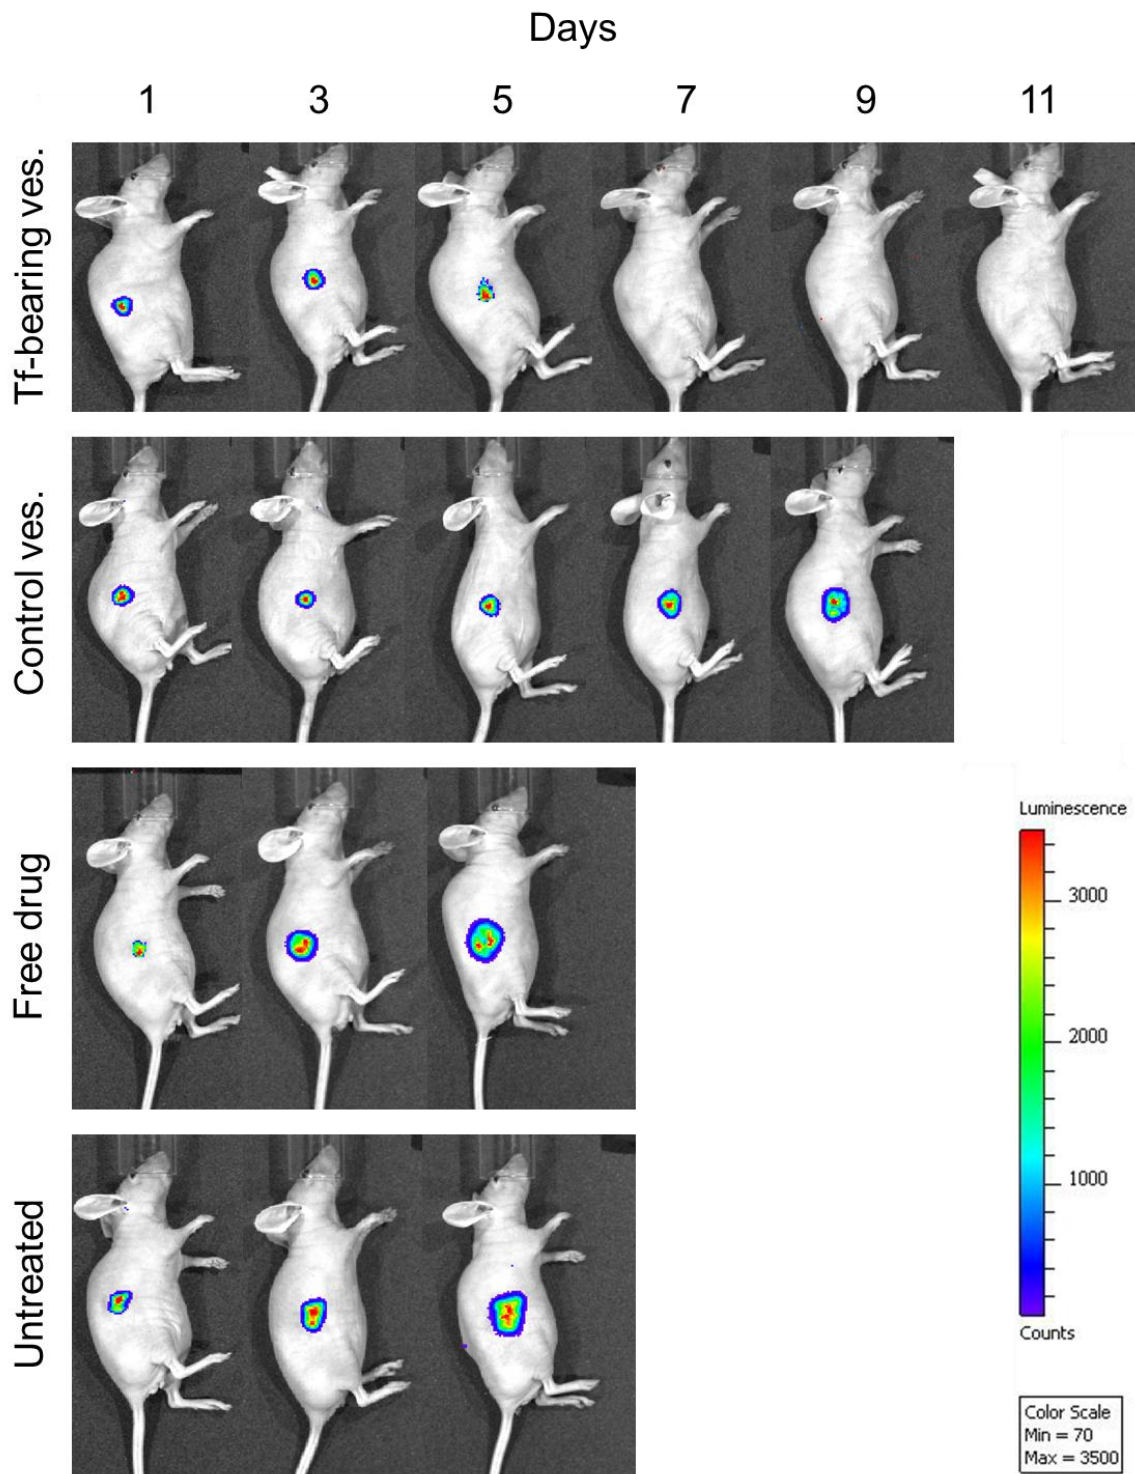 Days
1 3 5 7 9 11
Tf-bearing ves.
Control ves.
Free drug
Untreated
Luminescence
3000
2000
1000
Counts
Color Scale
Min = 70
Max = 3500